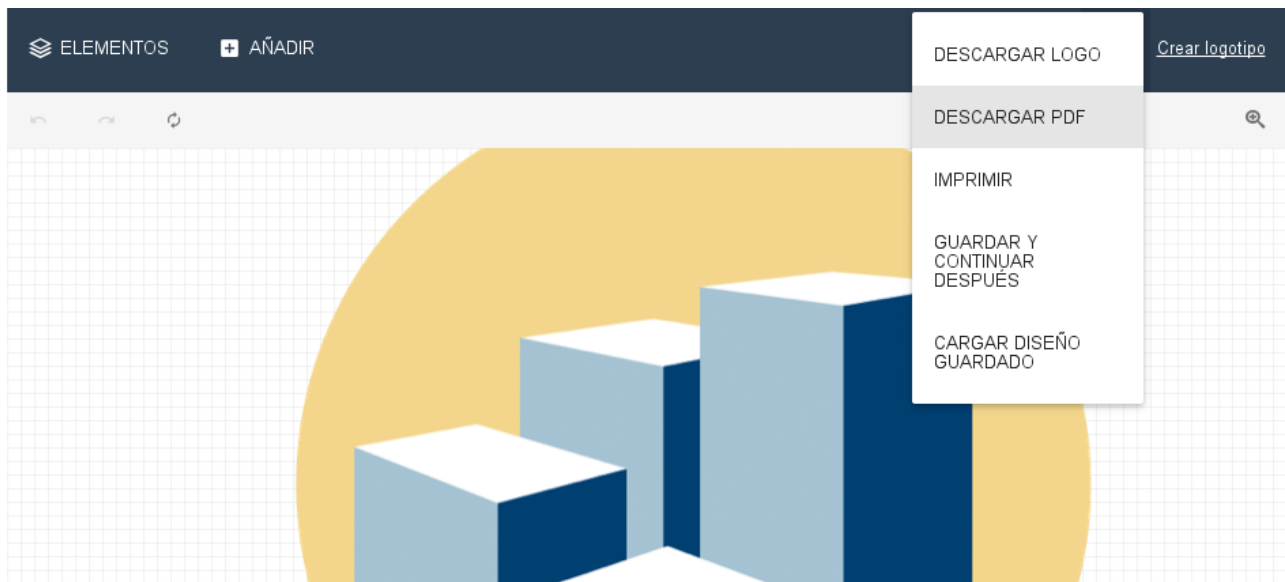 ELEMENTOS
AÑADIR
Crear logotipo
DESCARGAR LOGO
DESCARGAR PDF
IMPRIMIR
GUARDAR Y
CONTINUAR
DESPUÉS
CARGAR DISEÑO
GUARDADO